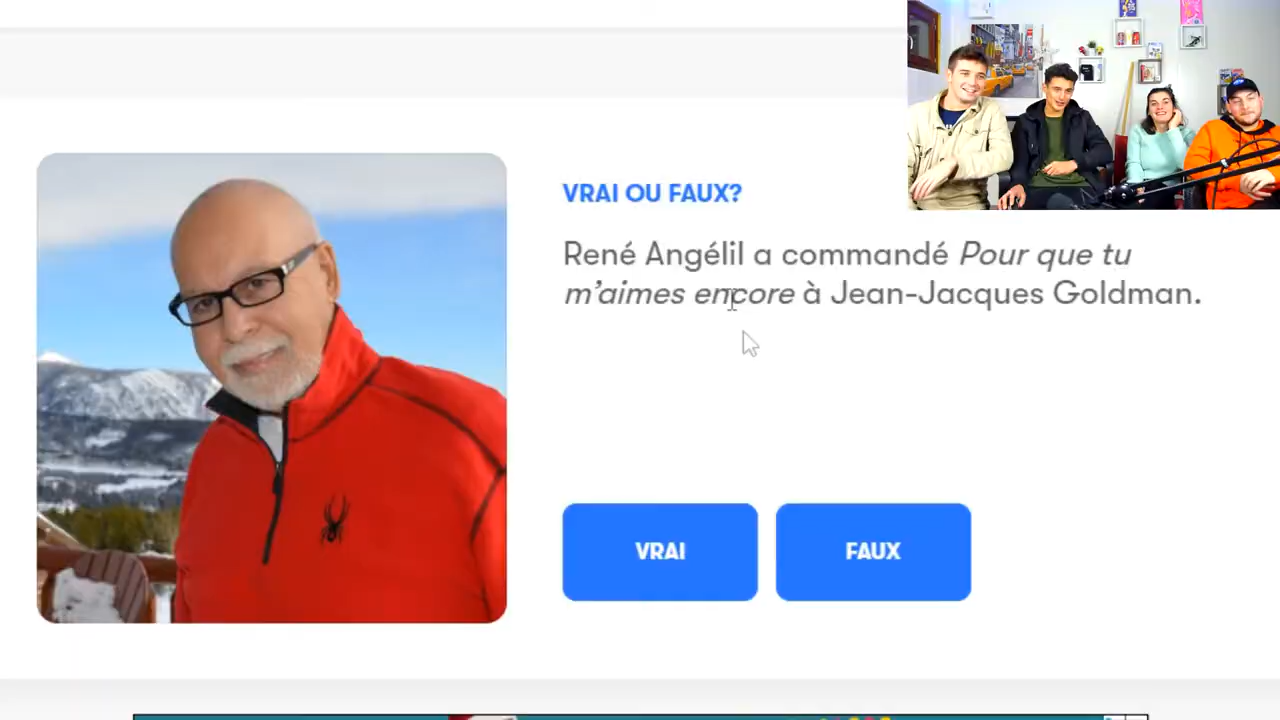 VRAI OU FAUX?
René Angélil a commandé Pour que tu
m'aimes encore à Jean-Jacques Goldman.
VRAI
FAUX